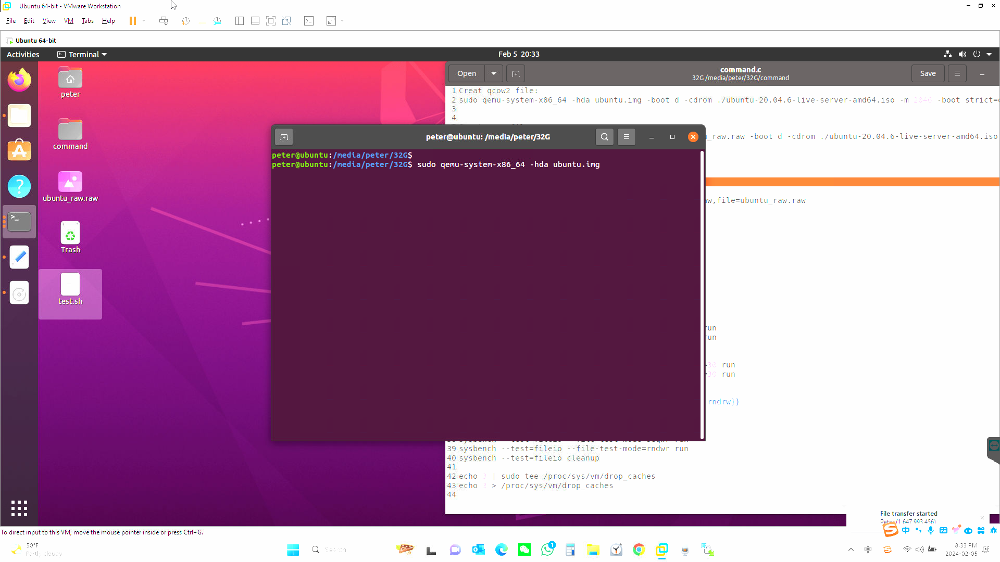 Ubuntu 64-bit - VMware Workstation
File Edit View VM Tabs Help
Ubuntu 64-bit
Activities Terminal Feb 5 20:33
peter
command
ubuntu_raw.raw
Trash
test.sh
Open command.c Save
32G /media/peter/32G/command
1 Creat qcow2 file:
2 sudo qemu-system-x86_64 -hda ubuntu.img -boot d -cdrom ./ubuntu-20.04.6-live-server-amd64.iso -m 2046 -boot strict=
3
4
_raw.raw -boot d -cdrom ./ubuntu-20.04.6-live-server-amd64.iso
peter@ubuntu: /media/peter/32G
peter@ubuntu:/media/peter/32G$
peter@ubuntu:/media/peter/32G$ sudo qemu-system-x86_64 -hda ubuntu.img
w,file=ubuntu_raw.raw
run
run
=30 run
=30 run
rndrw}}
39 sysbench --test=fileio --file-test-mode=rndwr run
40 sysbench --test=fileio cleanup
41
42 echo 3 | sudo tee /proc/sys/vm/drop_caches
43 echo 3 > /proc/sys/vm/drop_caches
44
File transfer started
Peter (1 647 993 456)
中
To direct input to this VM, move the mouse pointer inside or press Ctrl+G.
50°F
Partly cloudy
Search
1
中
8:33 PM
2024-02-05